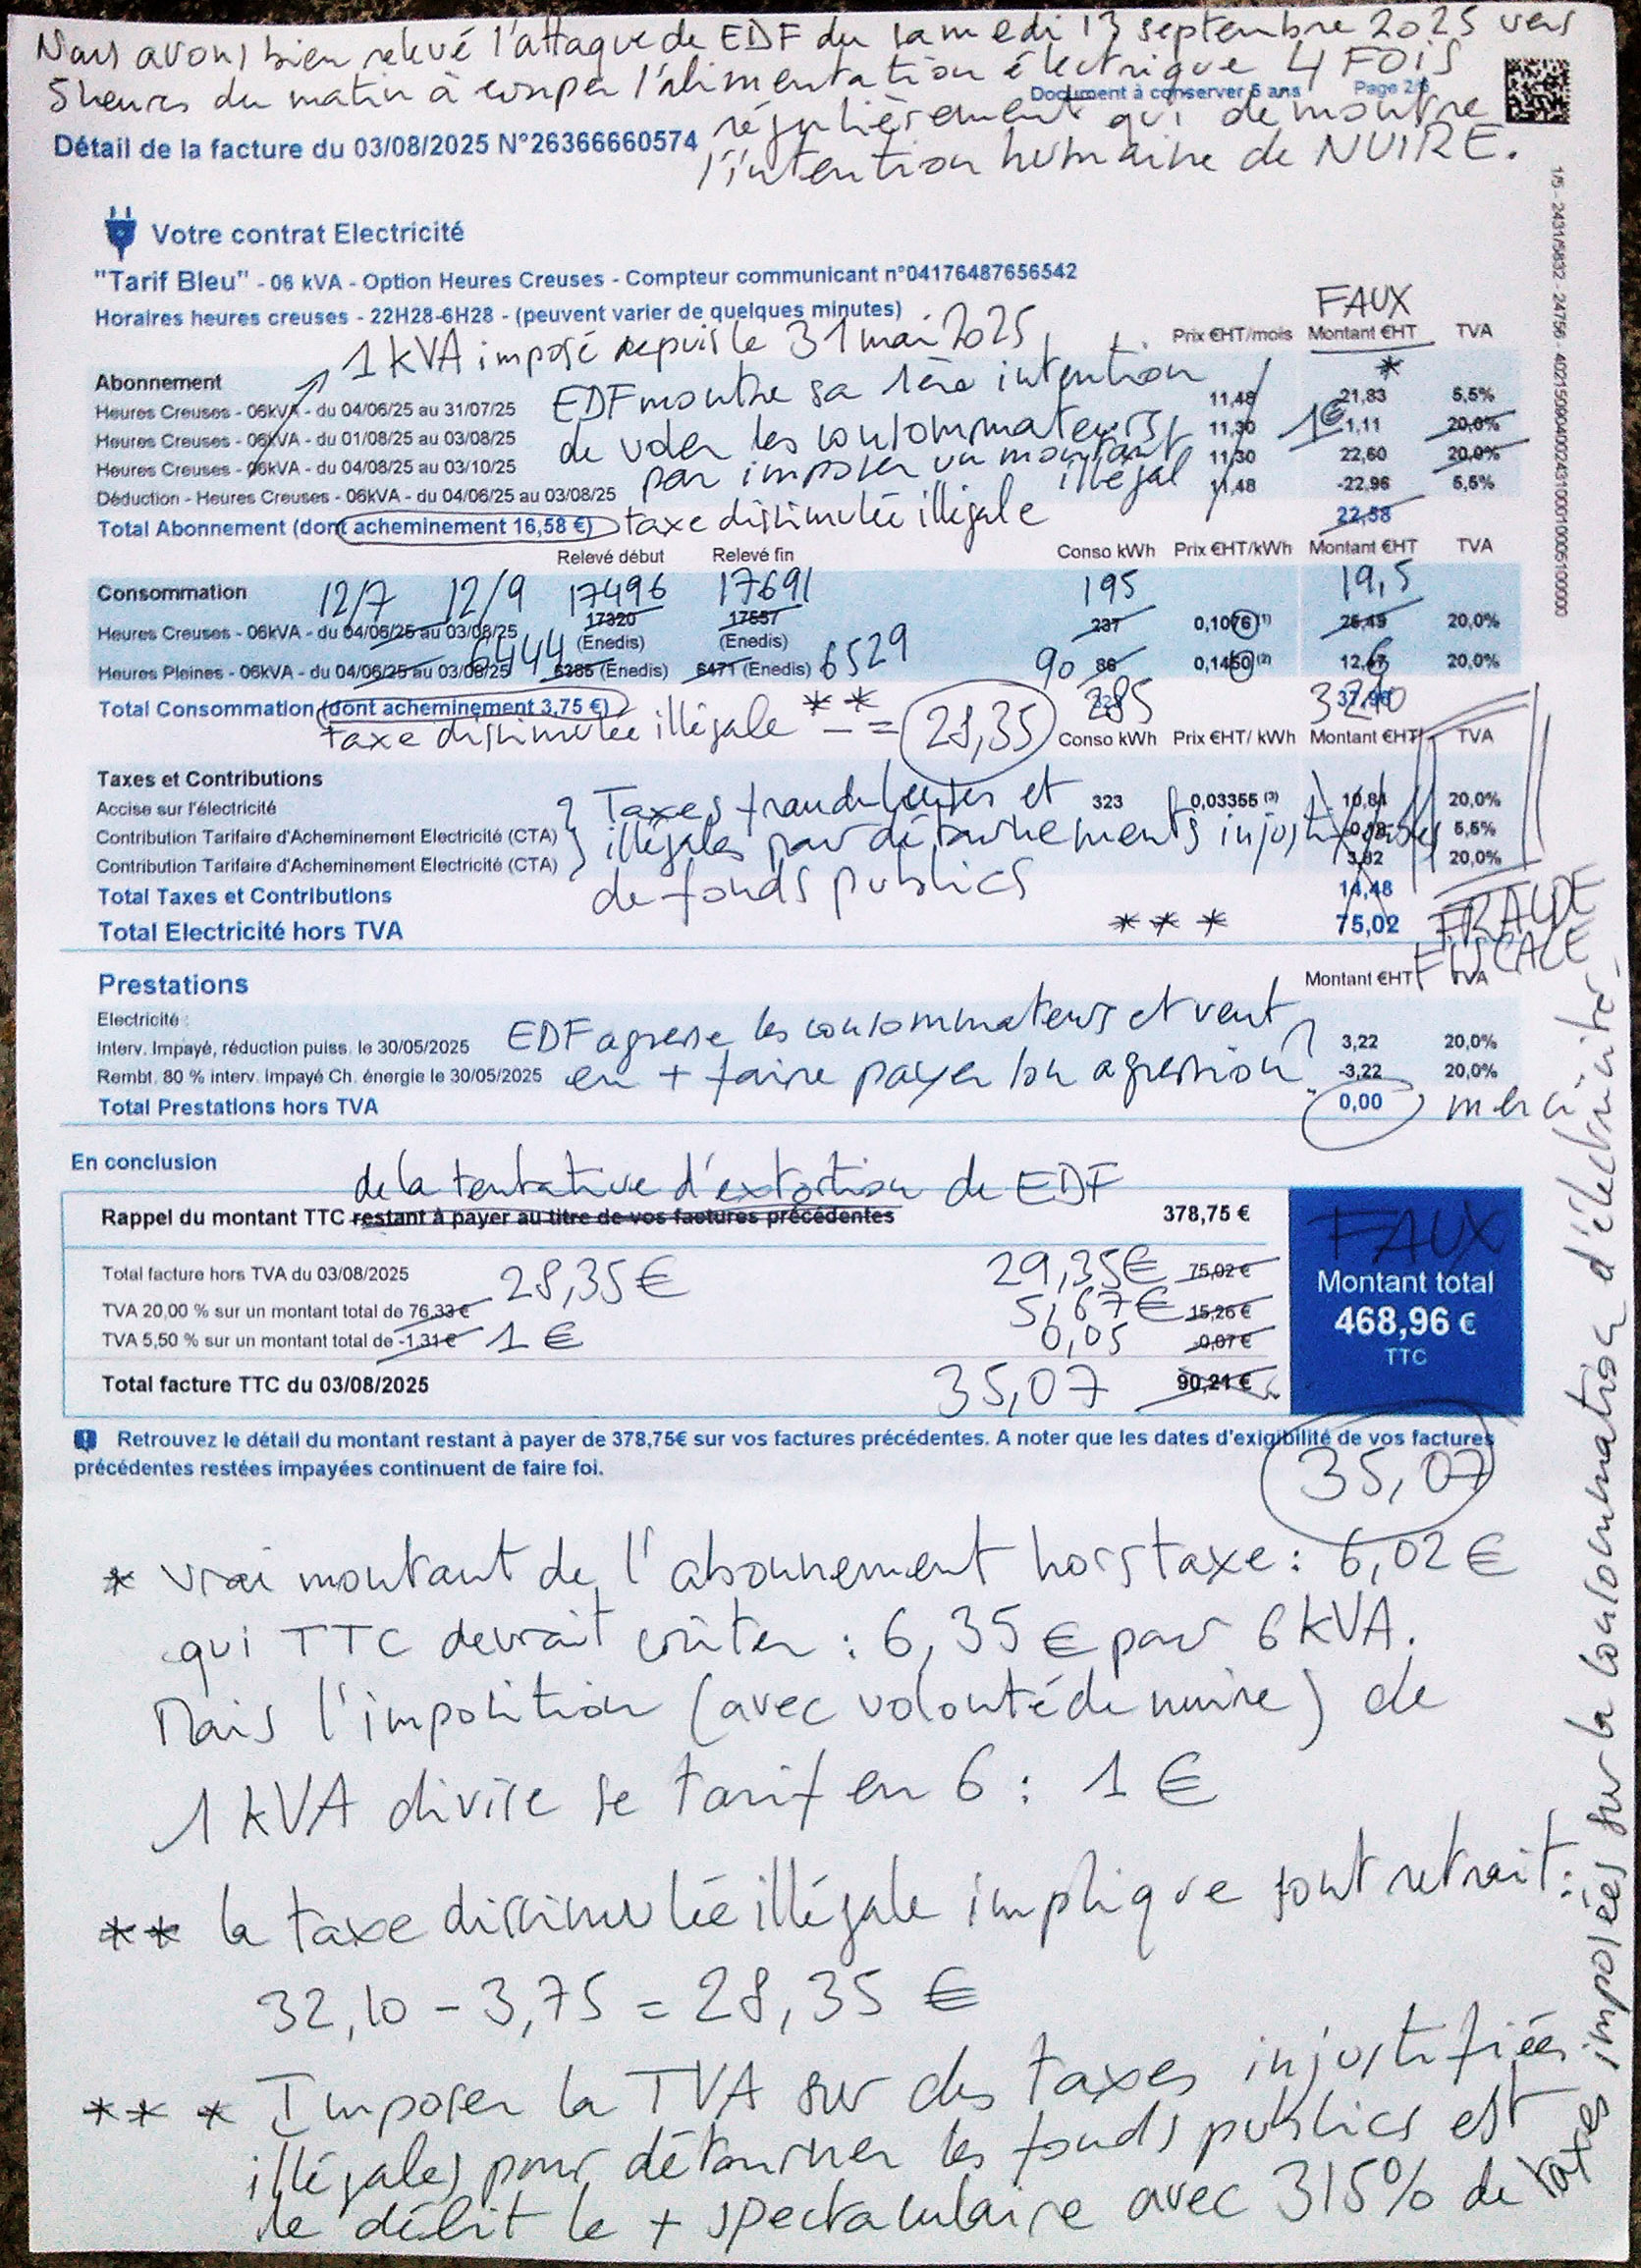 Nous avons bien relevé l'attaque de EDF du samedi 13 septembre 2025 vers
5 heures du matin à couper l'alimentation électrique 4 FOIS
Document à conserver 5 ans Page 2/5
régulièrement qui démontre
l'intention humaine de NUIRE.
Détail de la facture du 03/08/2025 N°26366660574
1/5 - 2431/5832 - 24756 -
Votre contrat Electricité
"Tarif Bleu" - 06 kVA - Option Heures Creuses - Compteur communicant n°04176487656542
Horaires heures creuses - 22H28-6H28 - (peuvent varier de quelques minutes)
FAUX
1 kVA imposé depuis le 31 mai 2025
Prix €HT/mois Montant €HT TVA
*
Abonnement
EDF montre sa 1ère intention
de voler les consommateurs
par imposer un montant
illégal
Heures Creuses - 06kVA - du 04/06/25 au 31/07/25 11,48 21,83 5,5%
Heures Creuses - 06kVA - du 01/08/25 au 03/08/25 11,30 1€ 1,11 20,0%
Heures Creuses - 06kVA - du 04/08/25 au 03/10/25 11,30 22,60 20,0%
Déduction - Heures Creuses - 06kVA - du 04/06/25 au 03/08/25 11,48 -22,96 5,5%
Total Abonnement (dont acheminement 16,58 €) taxe dissimulée illégale 22,58
Relevé début Relevé fin Conso kWh Prix €HT/kWh Montant €HT TVA
Consommation 12/7 12/9 17496 17691 195 19,5
Heures Creuses - 06kVA - du 04/06/25 au 03/08/25 17320 (Enedis) 17557 (Enedis) 237 0,1076 (1) 25,49 20,0%
Heures Pleines - 06kVA - du 04/06/25 au 03/08/25 6444 6385 (Enedis) 6471 (Enedis) 6529 90 86 0,1450 (2) 12,47 20,0%
Total Consommation (dont acheminement 3,75 €) 285 37,96
taxe dissimulée illégale ** - = 28,35
Conso kWh Prix €HT/ kWh Montant €HT TVA
Taxes et Contributions
Accise sur l'électricité 323 0,03355 (3) 10,84 20,0%
Contribution Tarifaire d'Acheminement Electricité (CTA) 5,5%
Contribution Tarifaire d'Acheminement Electricité (CTA) 3,82 20,0%
Taxes frauduleuses et
illégales par détournements injustifiés
de fonds publics
Total Taxes et Contributions 14,48
Total Electricité hors TVA *** 75,02
FRAUDE
FISCALE
Prestations Montant €HT TVA
Electricité :
EDF agresse les consommateurs et veut
en + faire payer son agression
Interv. Impayé, réduction puiss. le 30/05/2025 3,22 20,0%
Rembt. 80 % interv. Impayé Ch. énergie le 30/05/2025 -3,22 20,0%
Total Prestations hors TVA 0,00 merci
En conclusion
de la tentative d'extortion de EDF
Rappel du montant TTC restant à payer au titre de vos factures précédentes 378,75 €
Total facture hors TVA du 03/08/2025 28,35€ 29,35€ 75,02 €
TVA 20,00 % sur un montant total de 76,33 € 5,67€ 15,26 €
TVA 5,50 % sur un montant total de -1,31 € 1 € 0,05 -0,07 €
Total facture TTC du 03/08/2025 35,07 90,21 €
FAUX
Montant total
468,96 €
TTC
Retrouvez le détail du montant restant à payer de 378,75€ sur vos factures précédentes. A noter que les dates d'exigibilité de vos factures
précédentes restées impayées continuent de faire foi.
35,07
* vrai montant de l'abonnement hors taxe : 6,02 €
qui TTC devrait coûter : 6,35 € par 6 kVA.
Mais l'imposition (avec volonté de nuire) de
1 kVA divise se tarif en 6 : 1 €
** la taxe dissimulée illégale implique sont retrait :
32,10 - 3,75 = 28,35 €
*** Imposer la TVA sur des taxes injustifiées
illégales pour détourner les fonds publics est
le délit le + spectaculaire avec 315% de
taxes imposées sur la consommation d'électricité.